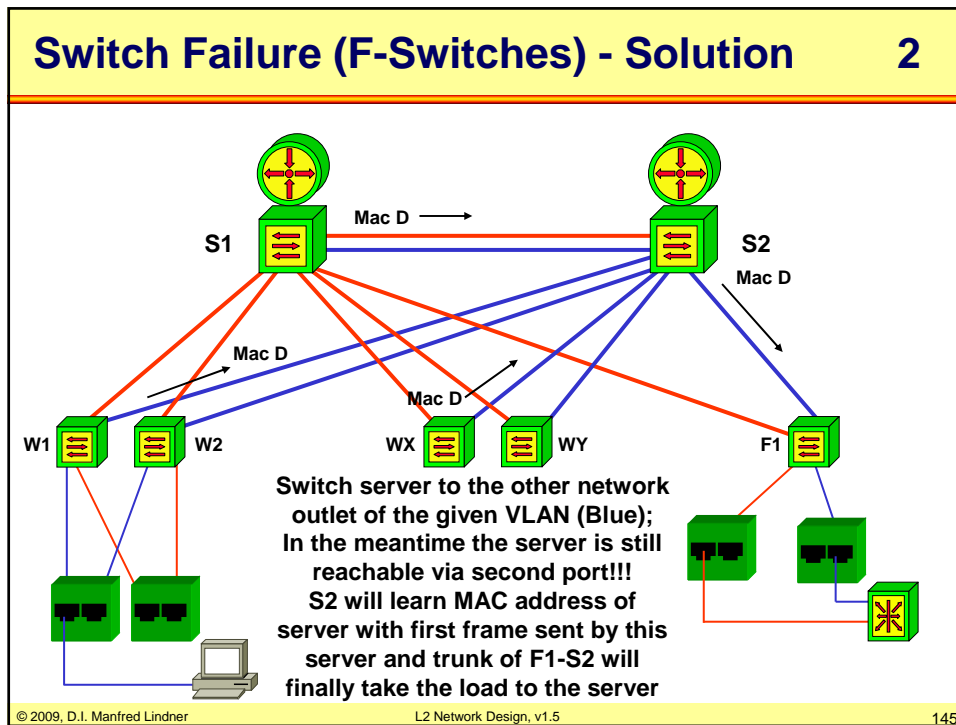 Switch Failure (F-Switches) - Solution 2
Mac D
S1
S2
Mac D
Mac D
Mac D
W1
W2
WX
WY
F1
Switch server to the other network
outlet of the given VLAN (Blue);
In the meantime the server is still
reachable via second port!!!
S2 will learn MAC address of
server with first frame sent by this
server and trunk of F1-S2 will
finally take the load to the server
© 2009, D.I. Manfred Lindner
L2 Network Design, v1.5
145